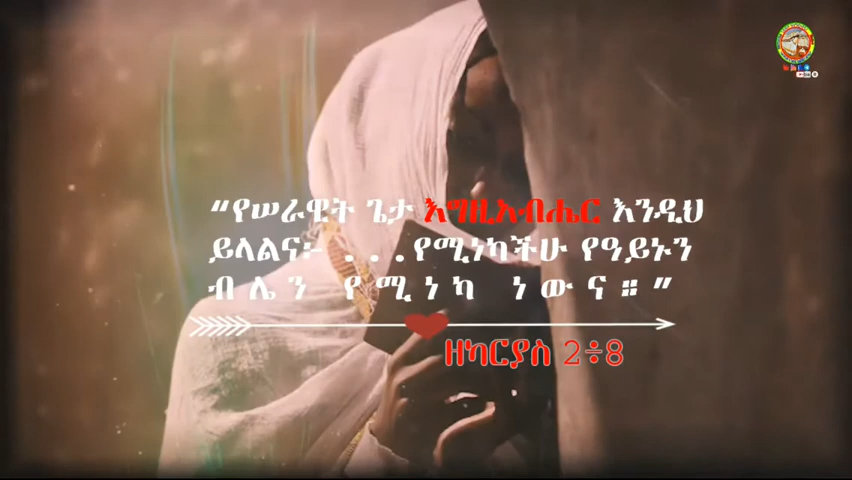 “የሠራዊት ጌታ እግዚአብሔር እንዲህ
ይላልና፦ . . . የሚነካችሁ የዓይኑን
ብሌን የሚነካ ነውና።”
ዘካርያስ 2÷8